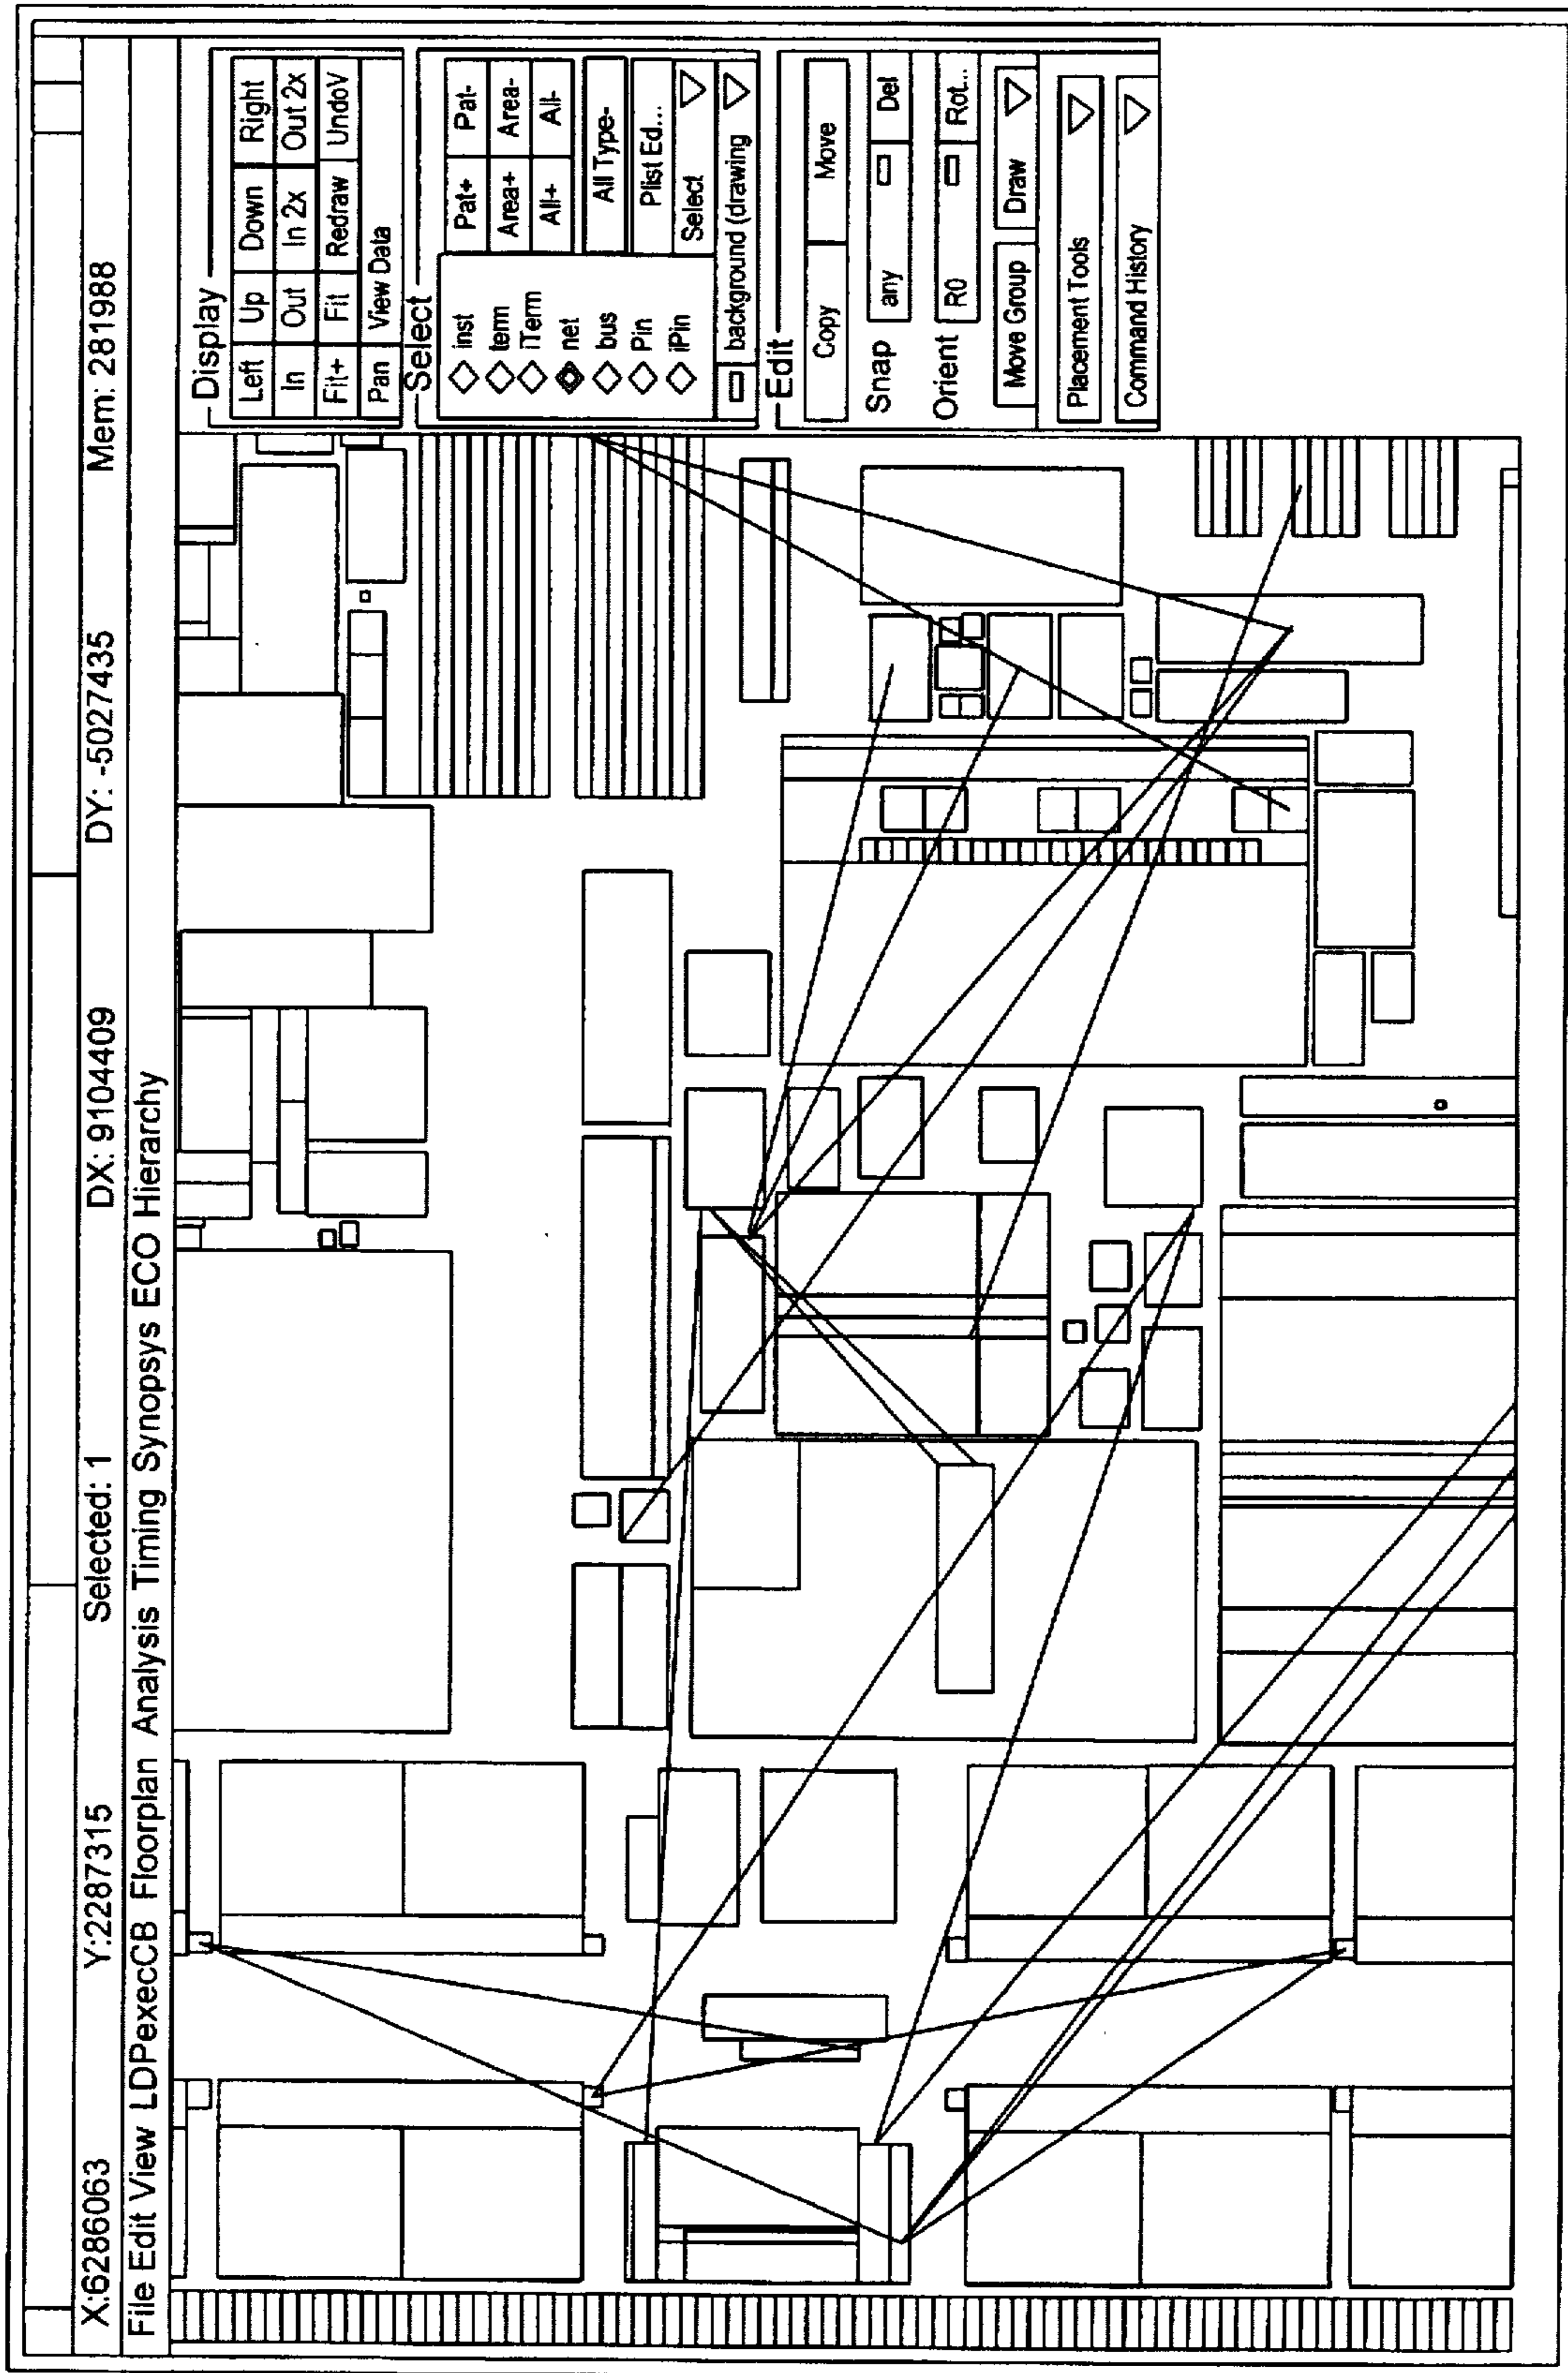 X:6286063 Y:2287315 Selected: 1 DX: 9104409 DY: -5027435 Mem: 281988
File Edit View LDPexecCB Floorplan Analysis Timing Synopsys ECO Hierarchy
Display
Left Up Down Right
In Out In 2x Out 2x
Fit+ Fit Redraw UndoV
Pan View Data
Select
inst
term
iTerm
net
bus
Pin
iPin
Pat+ Pat-
Area+ Area-
All+ All-
All Type-
Plist Ed...
Select
background (drawing
Edit
Copy Move
Snap any Del
Orient R0 Rot...
Move Group Draw
Placement Tools
Command History